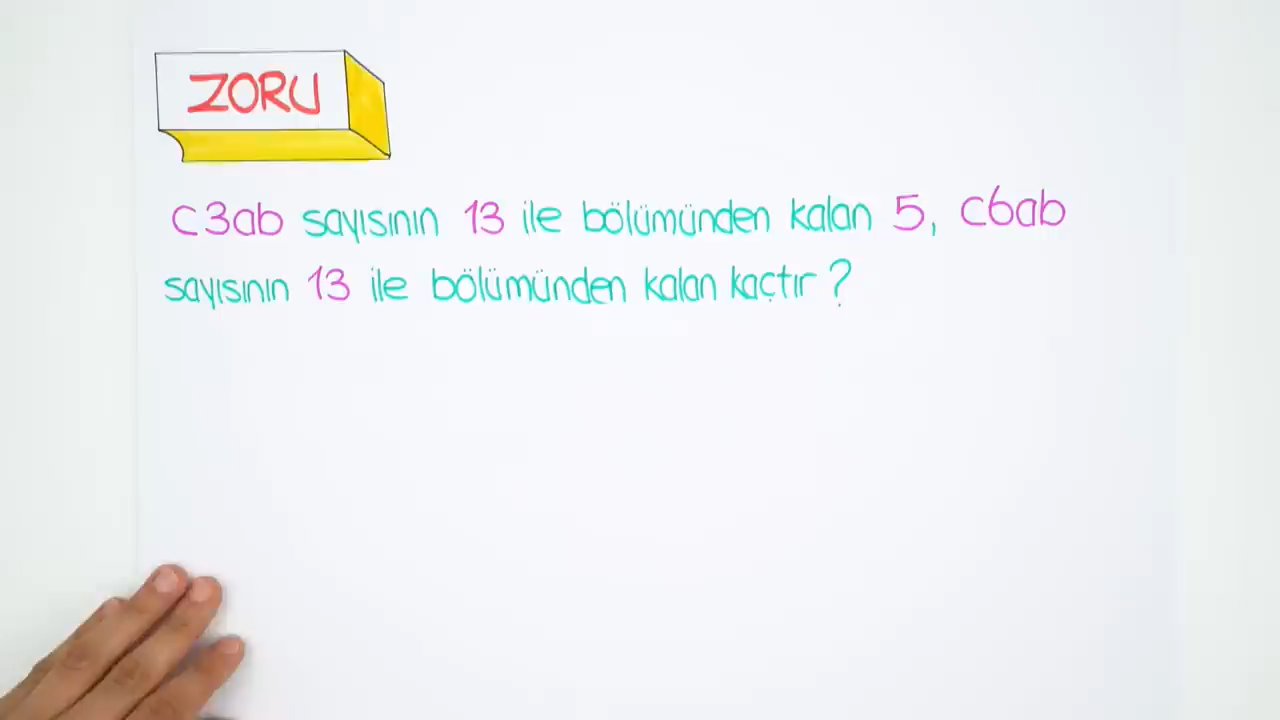 ZORU
c3ab sayısının 13 ile bölümünden kalan 5, c6ab
sayısının 13 ile bölümünden kalan kaçtır ?